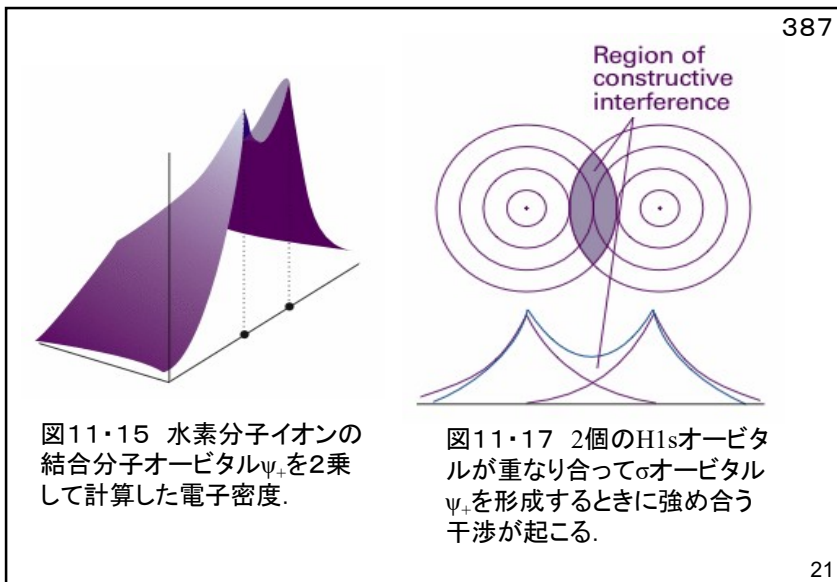 387
Region of
constructive
interference
図11・15 水素分子イオンの
結合分子オービタルψ₊を2乗
して計算した電子密度.
図11・17 2個のH1sオービタ
ルが重なり合ってσオービタル
ψ₊を形成するときに強め合う
干渉が起こる.
21